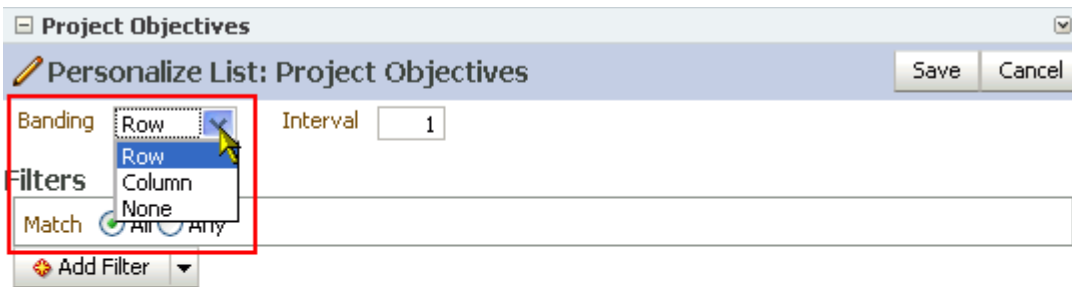 Project Objectives
Personalize List: Project Objectives Save Cancel
Banding Row Interval 1
Row
Filters Column
None
Match All Any
Add Filter